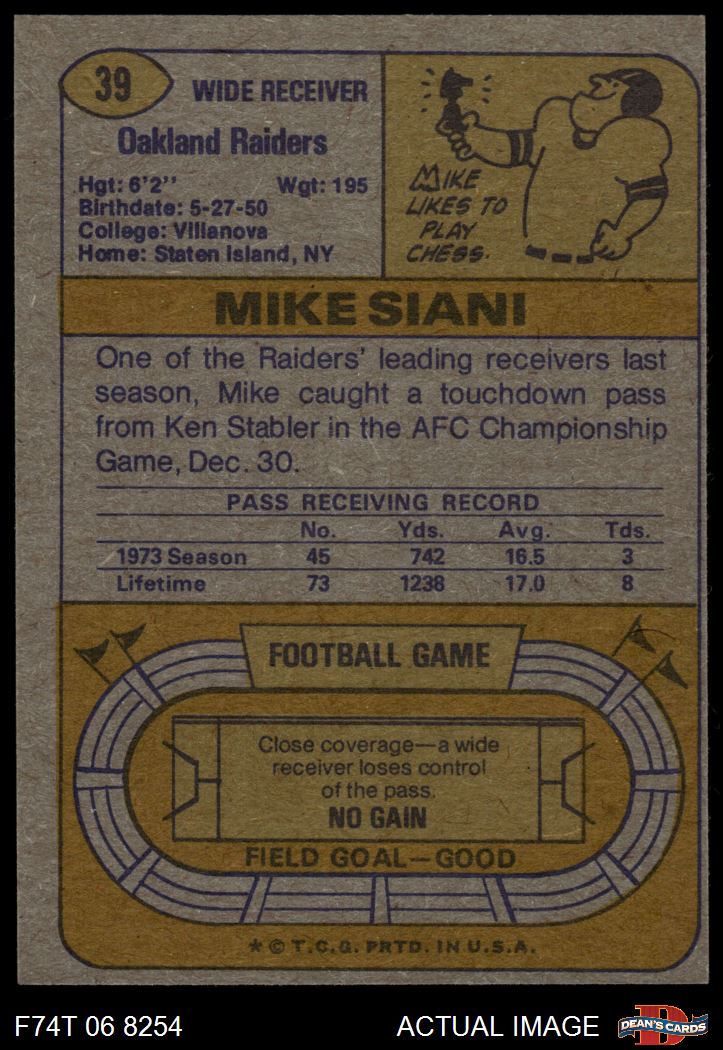 39
WIDE RECEIVER
Oakland Raiders
Hgt: 6'2'' Wgt: 195
Birthdate: 5-27-50
College: Villanova
Home: Staten Island, NY
MIKE
LIKES TO
PLAY
CHESS.
MIKE SIANI
One of the Raiders' leading receivers last
season, Mike caught a touchdown pass
from Ken Stabler in the AFC Championship
Game, Dec. 30.
PASS RECEIVING RECORD
No. Yds. Avg. Tds.
1973 Season 45 742 16.5 3
Lifetime 73 1238 17.0 8
FOOTBALL GAME
Close coverage—a wide
receiver loses control
of the pass.
NO GAIN
FIELD GOAL—GOOD
* © T.C.G. PRTD. IN U.S.A.
F74T 06 8254 ACTUAL IMAGE
D
DEAN'S CARDS